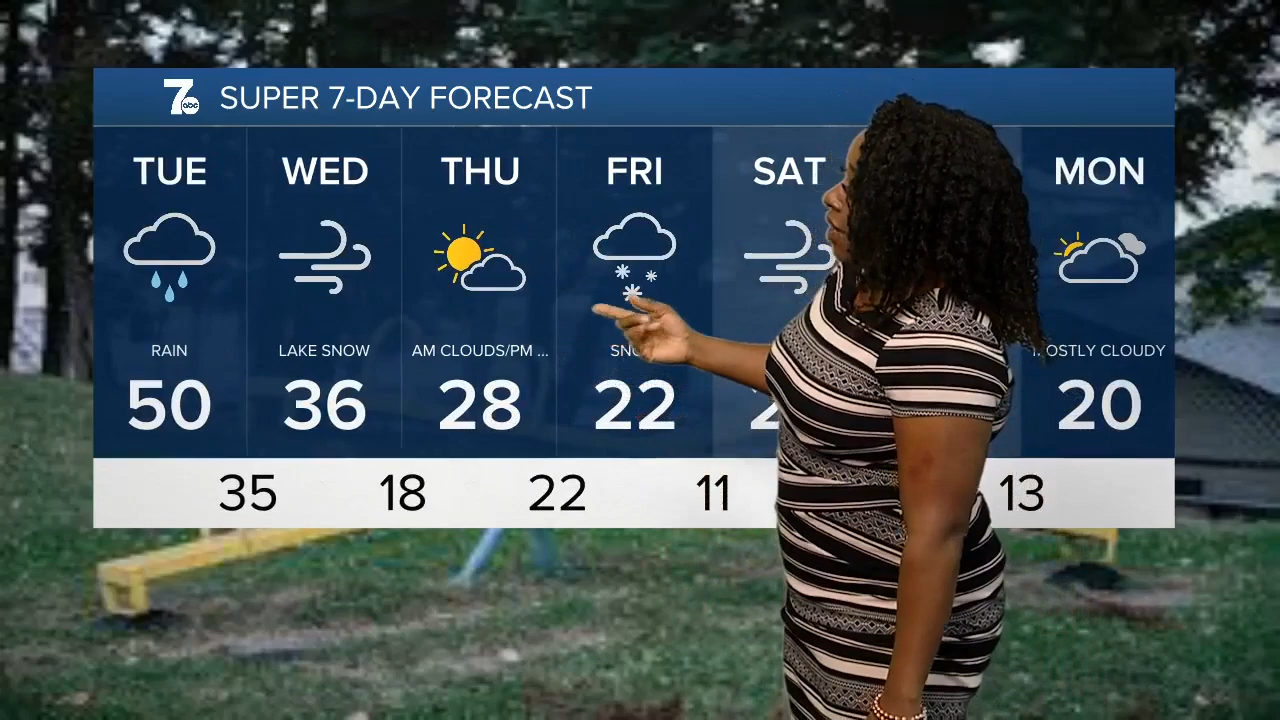 7 abc SUPER 7-DAY FORECAST
TUE WED THU FRI SAT MON
RAIN LAKE SNOW AM CLOUDS/PM ... OSTLY CLOUDY
50 36 28 22 20
35 18 22 11 13